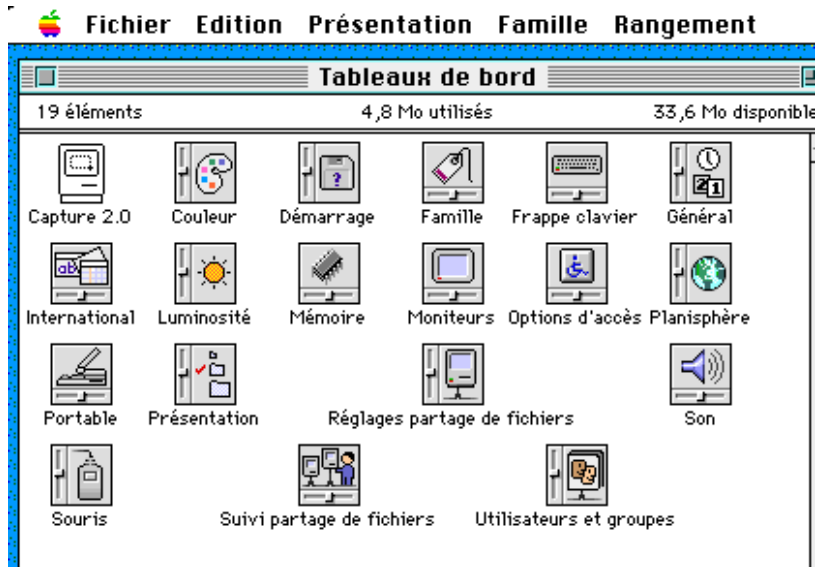 Fichier Edition Présentation Famille Rangement
Tableaux de bord
19 éléments 4,8 Mo utilisés 33,6 Mo disponible
Capture 2.0 Couleur Démarrage Famille Frappe clavier Général
International Luminosité Mémoire Moniteurs Options d'accès Planisphère
Portable Présentation Réglages partage de fichiers Son
Souris Suivi partage de fichiers Utilisateurs et groupes